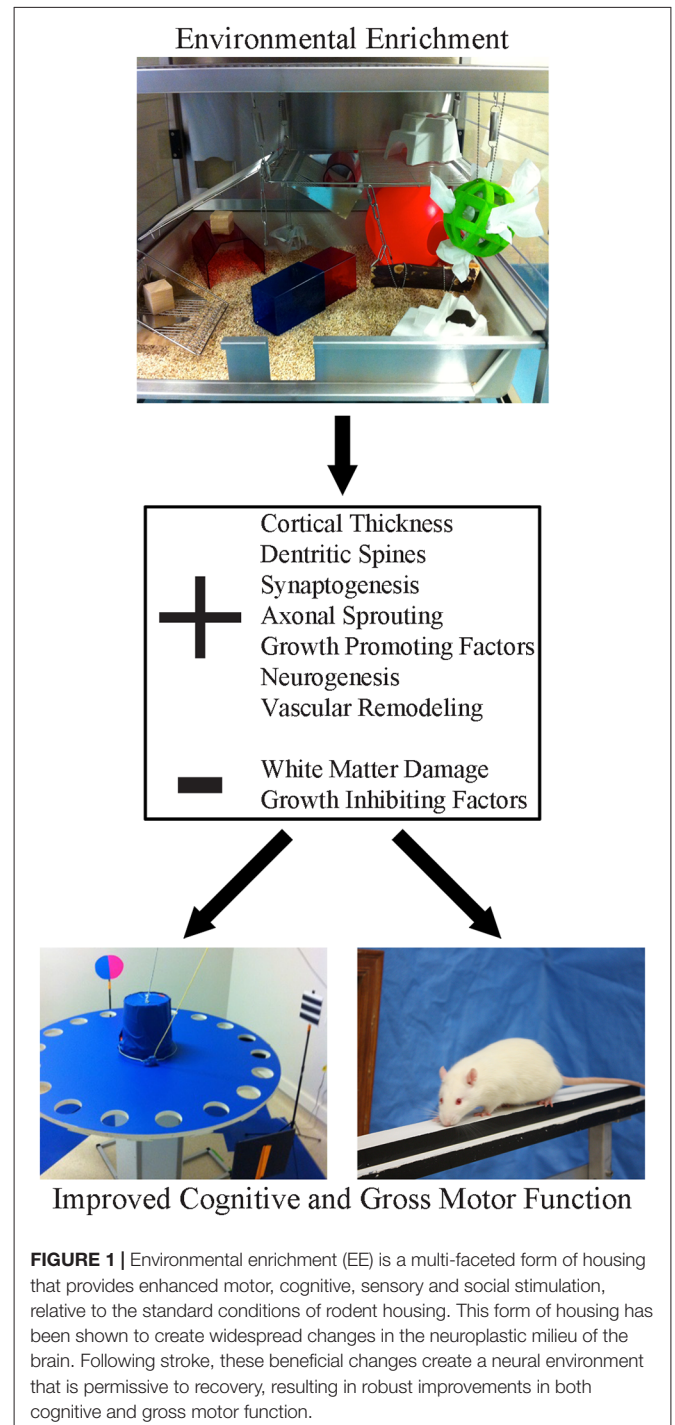 Environmental Enrichment
Cortical Thickness
Dentritic Spines
Synaptogenesis
Axonal Sprouting
Growth Promoting Factors
Neurogenesis
Vascular Remodeling
White Matter Damage
Growth Inhibiting Factors
Improved Cognitive and Gross Motor Function
FIGURE 1 | Environmental enrichment (EE) is a multi-faceted form of housing
that provides enhanced motor, cognitive, sensory and social stimulation,
relative to the standard conditions of rodent housing. This form of housing has
been shown to create widespread changes in the neuroplastic milieu of the
brain. Following stroke, these beneficial changes create a neural environment
that is permissive to recovery, resulting in robust improvements in both
cognitive and gross motor function.